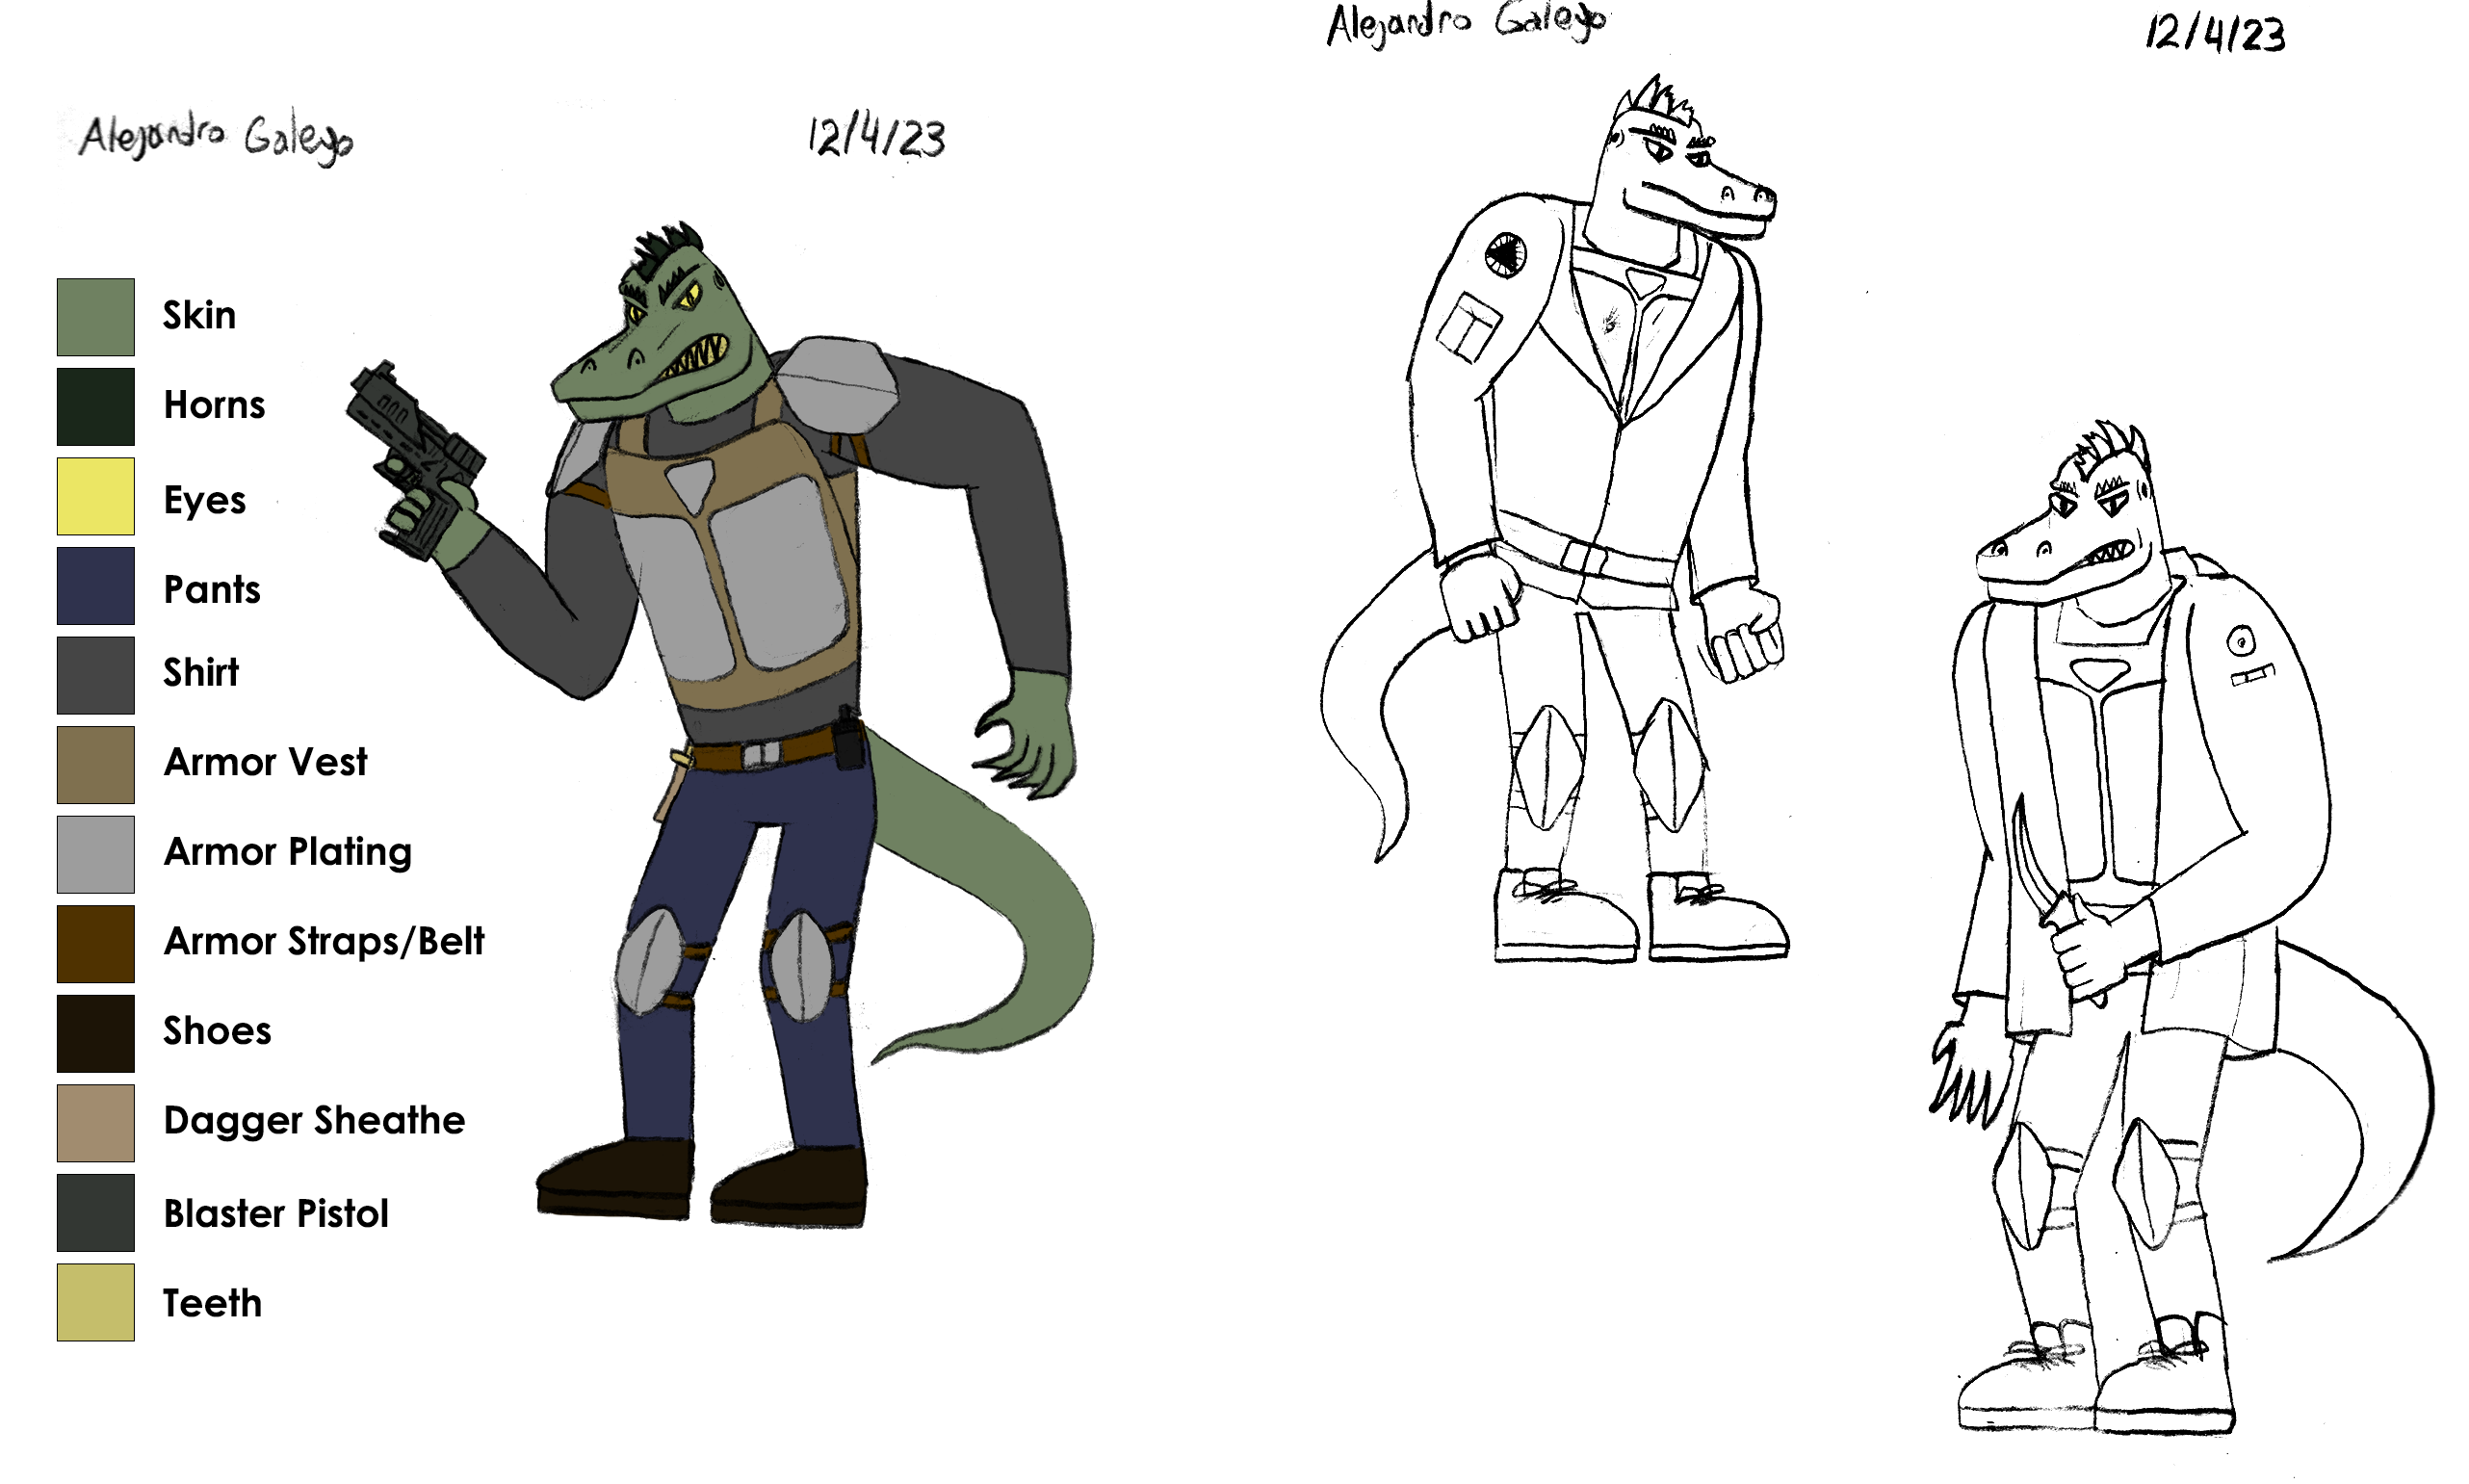 Alejandro Galego
12/4/23
Alejandro Galego
12/4/23
Skin
Horns
Eyes
Pants
Shirt
Armor Vest
Armor Plating
Armor Straps/Belt
Shoes
Dagger Sheathe
Blaster Pistol
Teeth